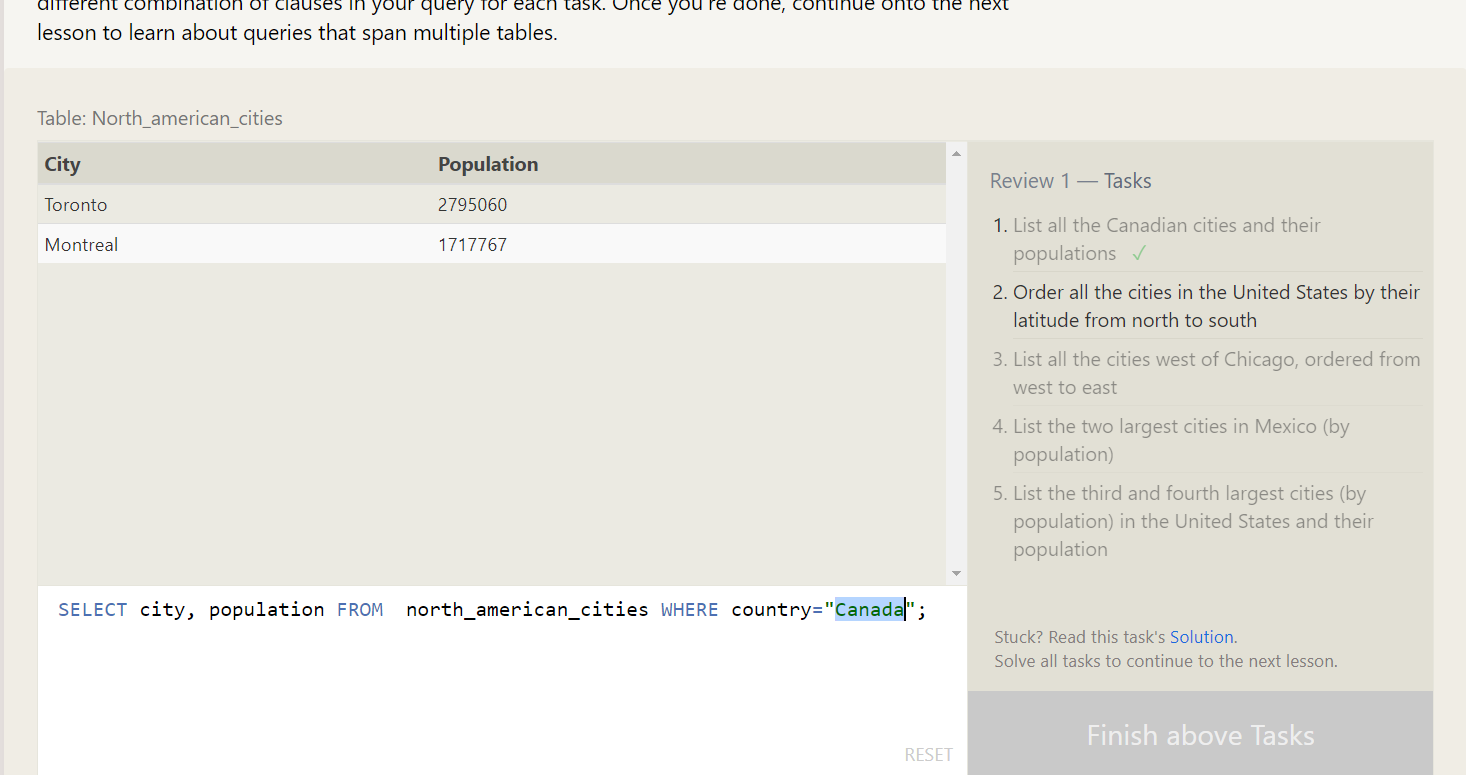 different combination of clauses in your query for each task. Once you're done, continue onto the next
lesson to learn about queries that span multiple tables.
Table: North_american_cities
City Population
Toronto 2795060
Montreal 1717767
SELECT city, population FROM  north_american_cities WHERE country="Canada";
RESET
Review 1 — Tasks
1. List all the Canadian cities and their
populations ✓
2. Order all the cities in the United States by their
latitude from north to south
3. List all the cities west of Chicago, ordered from
west to east
4. List the two largest cities in Mexico (by
population)
5. List the third and fourth largest cities (by
population) in the United States and their
population
Stuck? Read this task's Solution.
Solve all tasks to continue to the next lesson.
Finish above Tasks